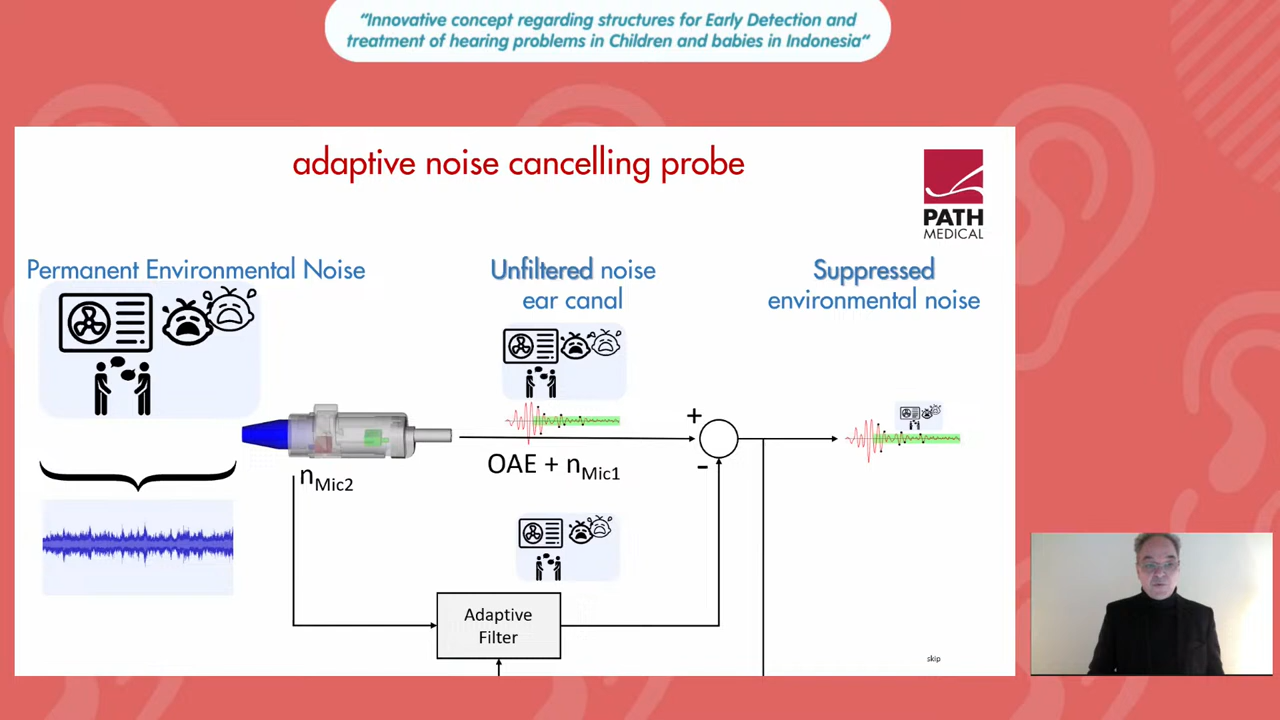 “Innovative concept regarding structures for Early Detection and
treatment of hearing problems in Children and babies in Indonesia“
adaptive noise cancelling probe
PATH
MEDICAL
Permanent Environmental Noise
Unfiltered noise
ear canal
Suppressed
environmental noise
+
-
OAE + nMic1
nMic2
Adaptive
Filter
skip